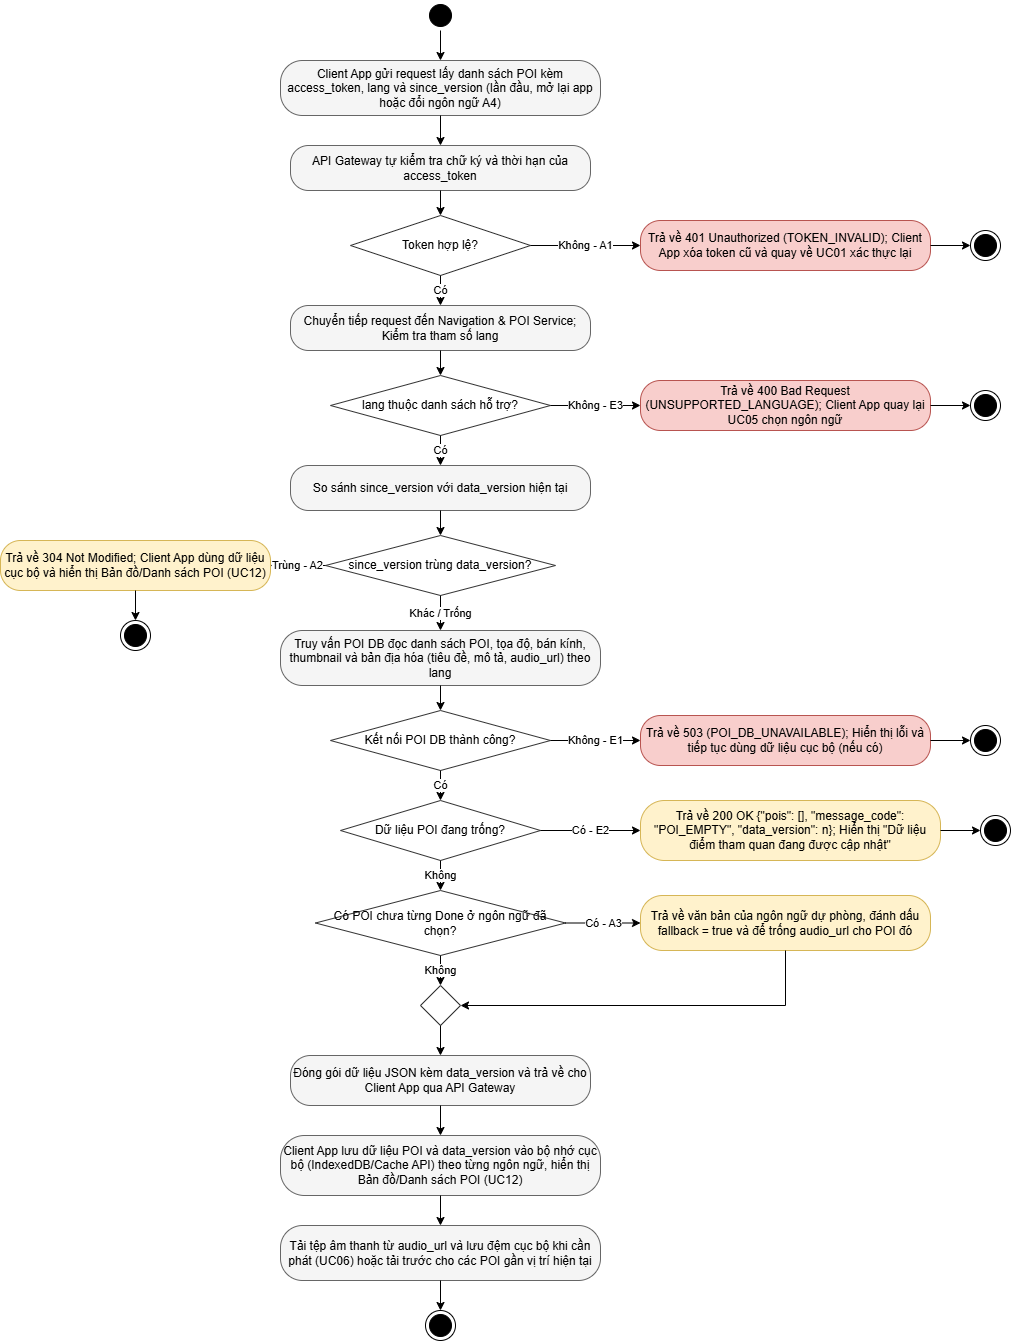 Client App gửi request lấy danh sách POI kèm
access_token, lang và since_version (lần đầu, mở lại app
hoặc đổi ngôn ngữ A4)
API Gateway tự kiểm tra chữ ký và thời hạn của
access_token
Token hợp lệ?
Không - A1
Trả về 401 Unauthorized (TOKEN_INVALID); Client
App xóa token cũ và quay về UC01 xác thực lại
Có
Chuyển tiếp request đến Navigation & POI Service;
Kiểm tra tham số lang
lang thuộc danh sách hỗ trợ?
Không - E3
Trả về 400 Bad Request
(UNSUPPORTED_LANGUAGE); Client App quay lại
UC05 chọn ngôn ngữ
Có
So sánh since_version với data_version hiện tại
since_version trùng data_version?
Trùng - A2
Trả về 304 Not Modified; Client App dùng dữ liệu
cục bộ và hiển thị Bản đồ/Danh sách POI (UC12)
Khác / Trống
Truy vấn POI DB đọc danh sách POI, tọa độ, bán kính,
thumbnail và bản địa hóa (tiêu đề, mô tả, audio_url) theo
lang
Kết nối POI DB thành công?
Không - E1
Trả về 503 (POI_DB_UNAVAILABLE); Hiển thị lỗi và
tiếp tục dùng dữ liệu cục bộ (nếu có)
Có
Dữ liệu POI đang trống?
Có - E2
Trả về 200 OK {"pois": [], "message_code":
"POI_EMPTY", "data_version": n}; Hiển thị "Dữ liệu
điểm tham quan đang được cập nhật"
Không
Có POI chưa từng Done ở ngôn ngữ đã
chọn?
Có - A3
Trả về văn bản của ngôn ngữ dự phòng, đánh dấu
fallback = true và để trống audio_url cho POI đó
Không
Đóng gói dữ liệu JSON kèm data_version và trả về cho
Client App qua API Gateway
Client App lưu dữ liệu POI và data_version vào bộ nhớ cục
bộ (IndexedDB/Cache API) theo từng ngôn ngữ, hiển thị
Bản đồ/Danh sách POI (UC12)
Tải tệp âm thanh từ audio_url và lưu đệm cục bộ khi cần
phát (UC06) hoặc tải trước cho các POI gần vị trí hiện tại